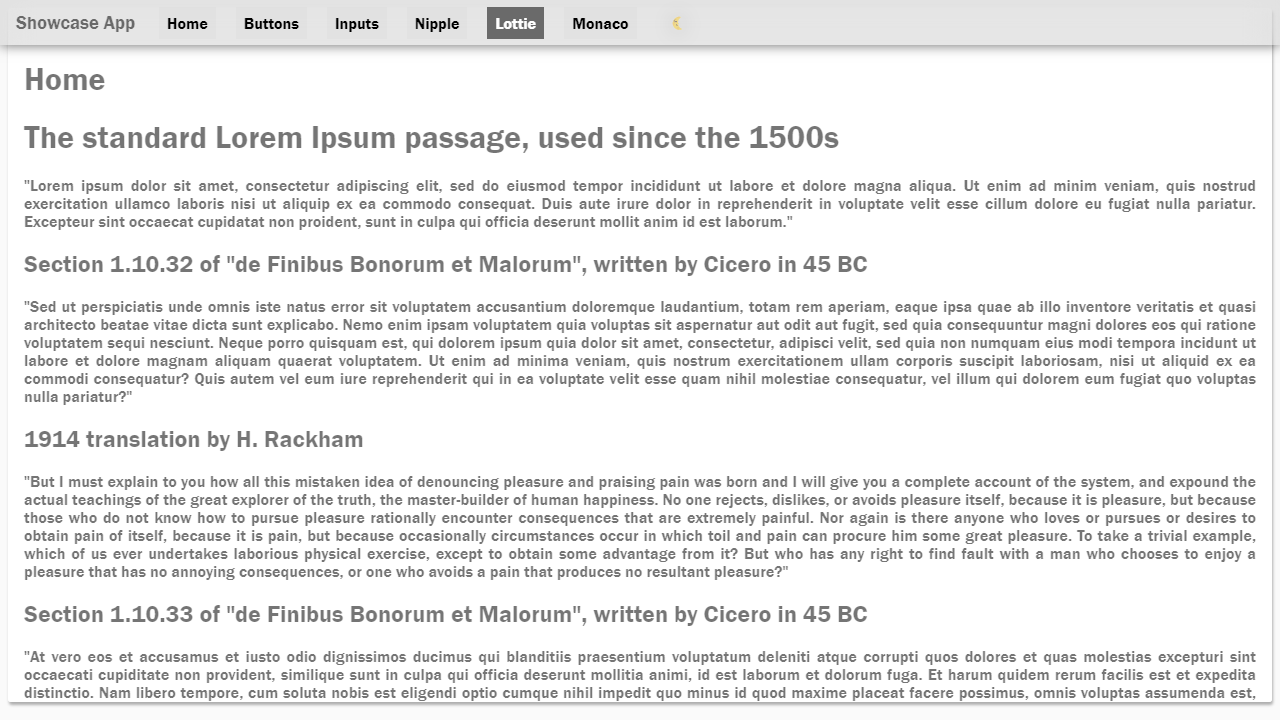 Showcase App Home Buttons Inputs Nipple Lottie Monaco
Home
The standard Lorem Ipsum passage, used since the 1500s
"Lorem ipsum dolor sit amet, consectetur adipiscing elit, sed do eiusmod tempor incididunt ut labore et dolore magna aliqua. Ut enim ad minim veniam, quis nostrud
exercitation ullamco laboris nisi ut aliquip ex ea commodo consequat. Duis aute irure dolor in reprehenderit in voluptate velit esse cillum dolore eu fugiat nulla pariatur.
Excepteur sint occaecat cupidatat non proident, sunt in culpa qui officia deserunt mollit anim id est laborum."
Section 1.10.32 of "de Finibus Bonorum et Malorum", written by Cicero in 45 BC
"Sed ut perspiciatis unde omnis iste natus error sit voluptatem accusantium doloremque laudantium, totam rem aperiam, eaque ipsa quae ab illo inventore veritatis et quasi
architecto beatae vitae dicta sunt explicabo. Nemo enim ipsam voluptatem quia voluptas sit aspernatur aut odit aut fugit, sed quia consequuntur magni dolores eos qui ratione
voluptatem sequi nesciunt. Neque porro quisquam est, qui dolorem ipsum quia dolor sit amet, consectetur, adipisci velit, sed quia non numquam eius modi tempora incidunt ut
labore et dolore magnam aliquam quaerat voluptatem. Ut enim ad minima veniam, quis nostrum exercitationem ullam corporis suscipit laboriosam, nisi ut aliquid ex ea
commodi consequatur? Quis autem vel eum iure reprehenderit qui in ea voluptate velit esse quam nihil molestiae consequatur, vel illum qui dolorem eum fugiat quo voluptas
nulla pariatur?"
1914 translation by H. Rackham
"But I must explain to you how all this mistaken idea of denouncing pleasure and praising pain was born and I will give you a complete account of the system, and expound the
actual teachings of the great explorer of the truth, the master-builder of human happiness. No one rejects, dislikes, or avoids pleasure itself, because it is pleasure, but because
those who do not know how to pursue pleasure rationally encounter consequences that are extremely painful. Nor again is there anyone who loves or pursues or desires to
obtain pain of itself, because it is pain, but because occasionally circumstances occur in which toil and pain can procure him some great pleasure. To take a trivial example,
which of us ever undertakes laborious physical exercise, except to obtain some advantage from it? But who has any right to find fault with a man who chooses to enjoy a
pleasure that has no annoying consequences, or one who avoids a pain that produces no resultant pleasure?"
Section 1.10.33 of "de Finibus Bonorum et Malorum", written by Cicero in 45 BC
"At vero eos et accusamus et iusto odio dignissimos ducimus qui blanditiis praesentium voluptatum deleniti atque corrupti quos dolores et quas molestias excepturi sint
occaecati cupiditate non provident, similique sunt in culpa qui officia deserunt mollitia animi, id est laborum et dolorum fuga. Et harum quidem rerum facilis est et expedita
distinctio. Nam libero tempore, cum soluta nobis est eligendi optio cumque nihil impedit quo minus id quod maxime placeat facere possimus, omnis voluptas assumenda est,